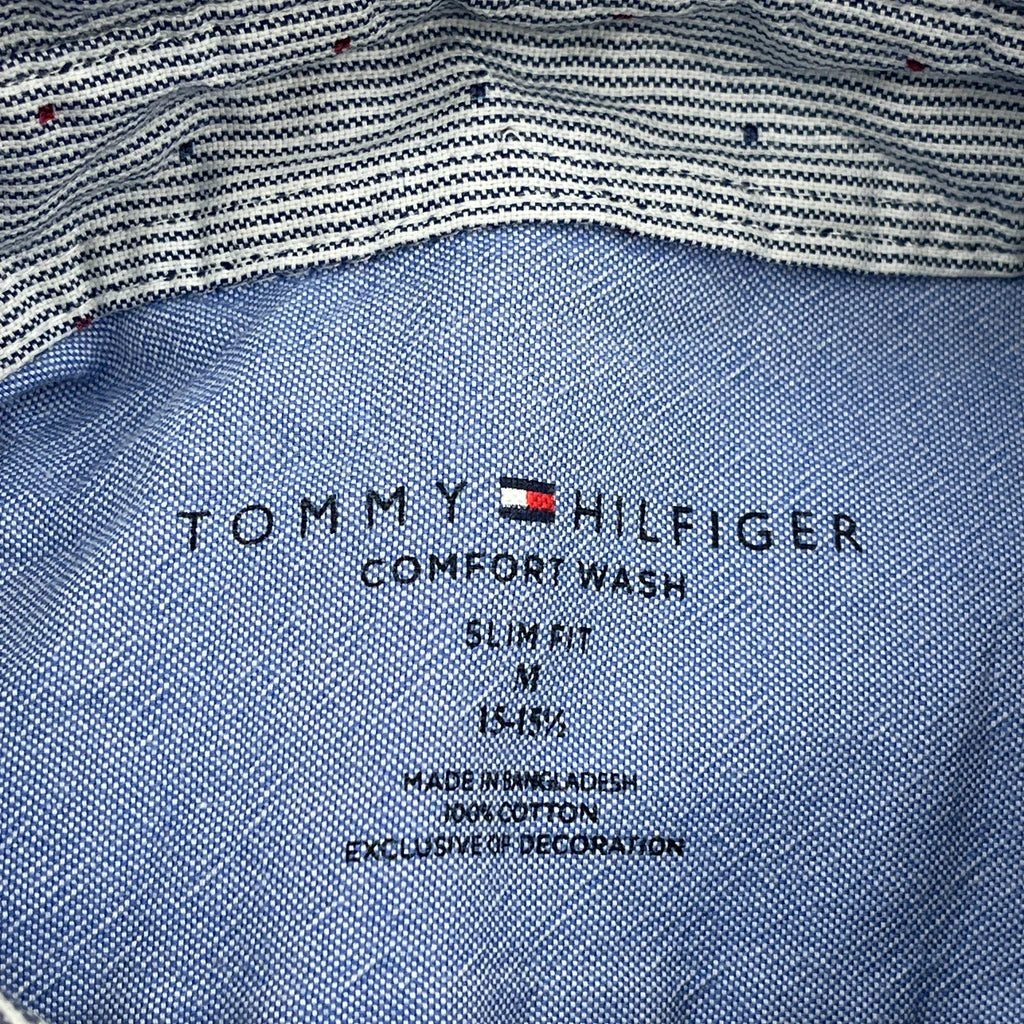 TOMMY HILFIGER
COMFORT WASH
SLIM FIT
M
15-15½
MADE IN BANGLADESH
100% COTTON
EXCLUSIVE OF DECORATION